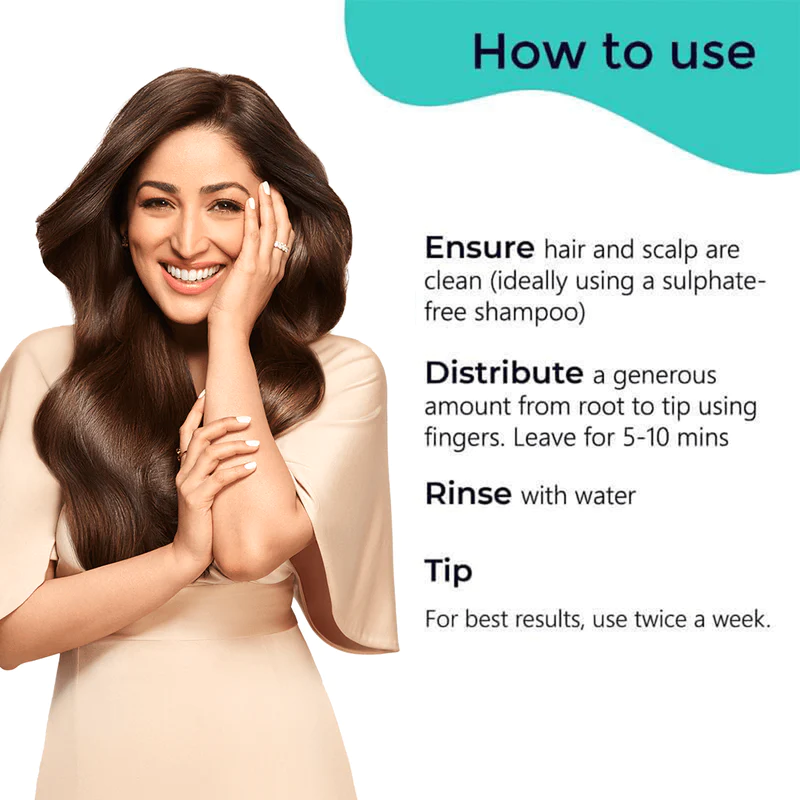 How to use
Ensure hair and scalp are
clean (ideally using a sulphate-
free shampoo)
Distribute a generous
amount from root to tip using
fingers. Leave for 5-10 mins
Rinse with water
Tip
For best results, use twice a week.